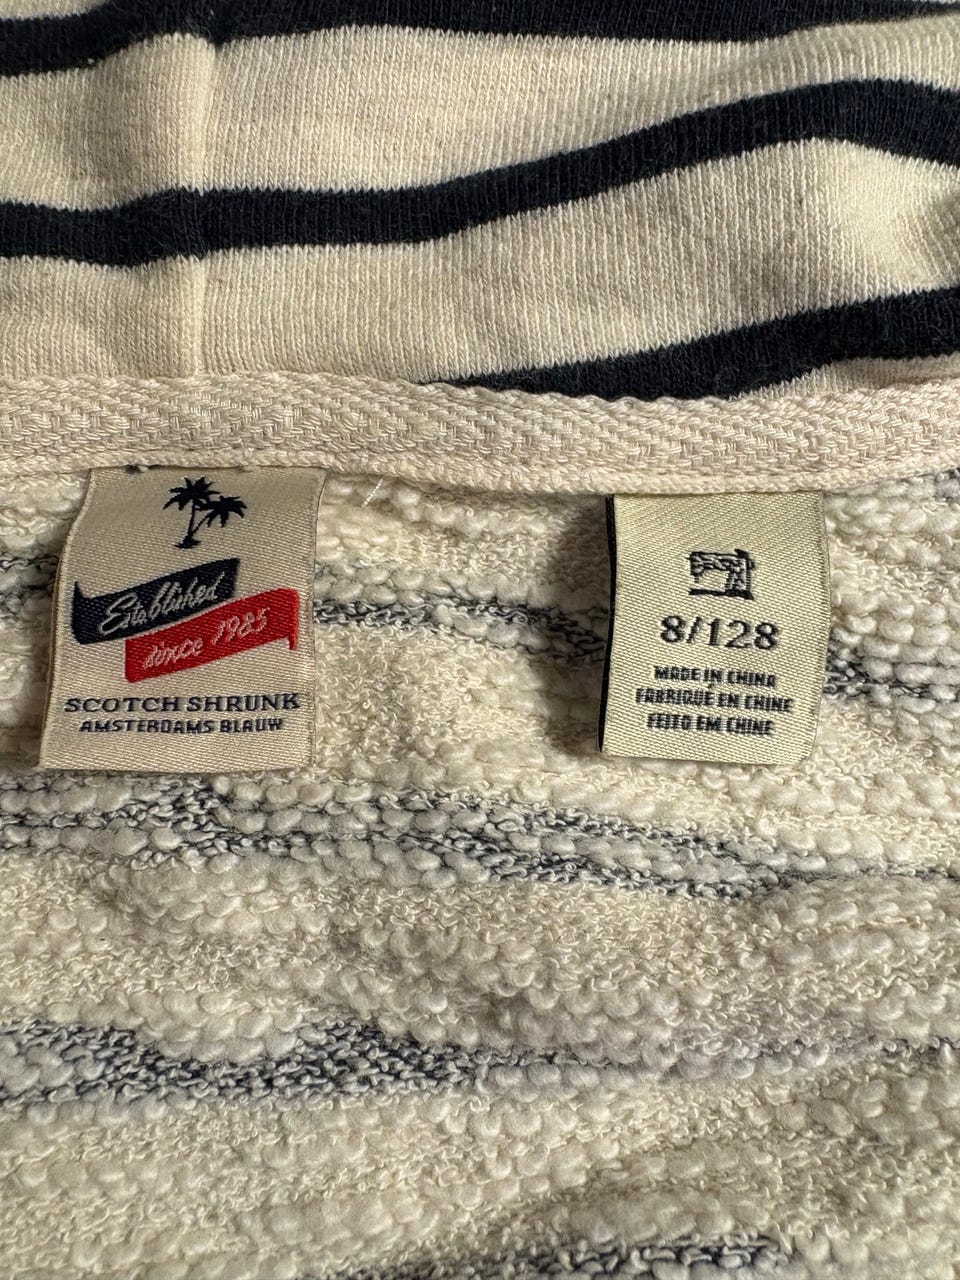 Established
since 1985
SCOTCH SHRUNK
AMSTERDAMS BLAUW
8/128
MADE IN CHINA
FABRIQUE EN CHINE
FEITO EM CHINE